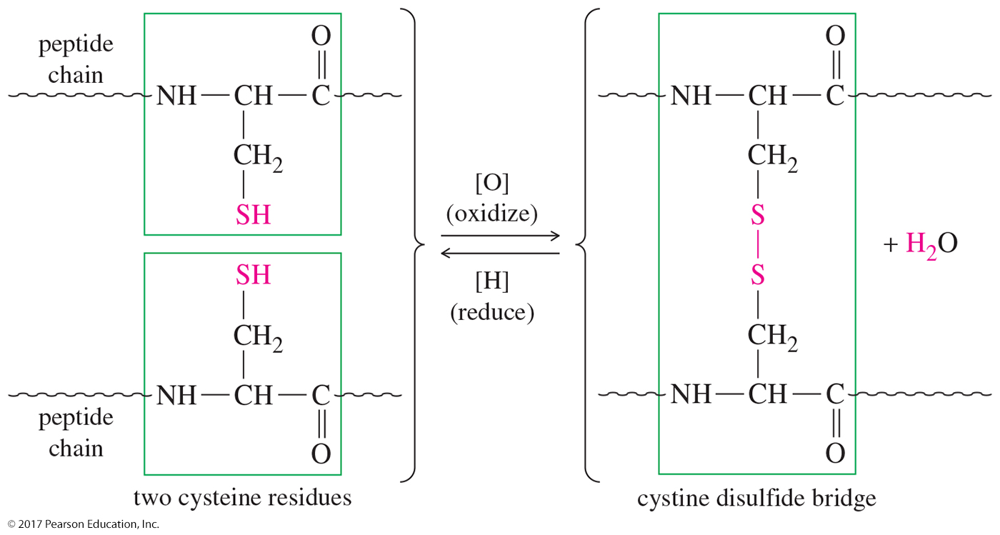 peptide
chain
O
NH—CH—C
CH₂
SH
SH
CH₂
NH—CH—C
O
peptide
chain
two cysteine residues
[O]
(oxidize)
[H]
(reduce)
O
NH—CH—C
CH₂
S
S
CH₂
NH—CH—C
O
+ H₂O
cystine disulfide bridge
© 2017 Pearson Education, Inc.